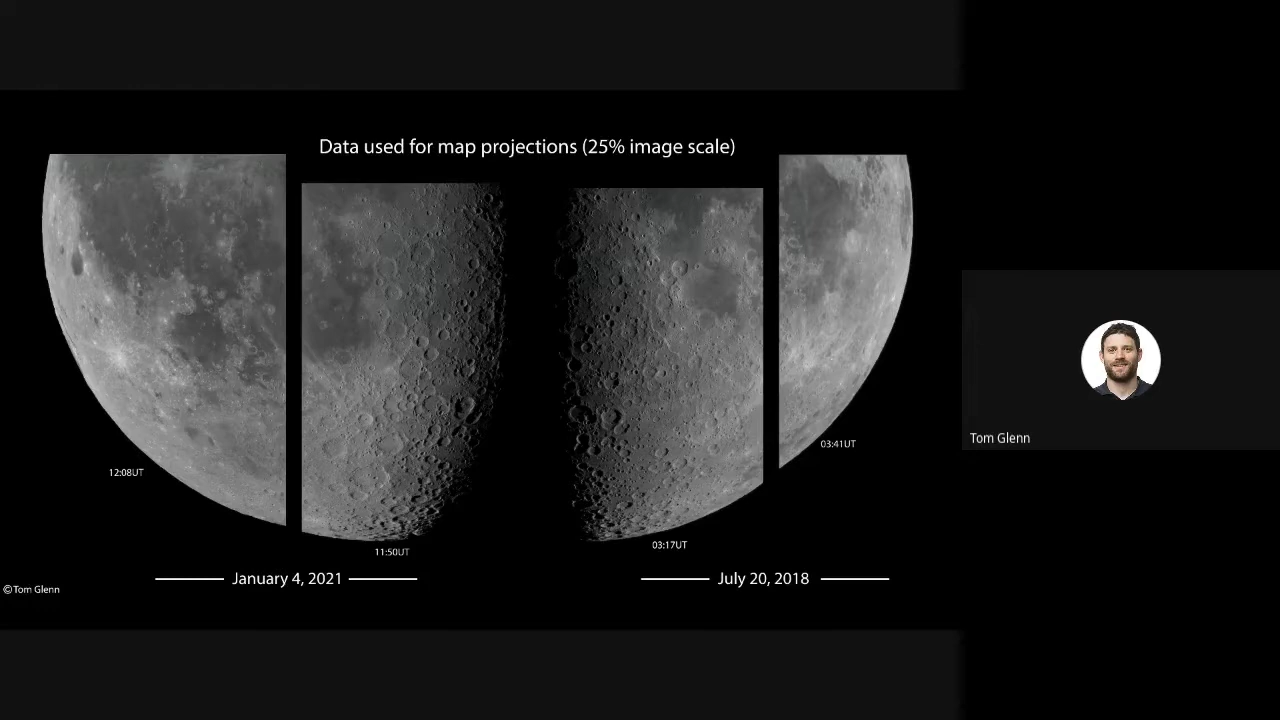 Data used for map projections (25% image scale)
12:08UT
11:50UT
03:17UT
03:41UT
January 4, 2021
July 20, 2018
©Tom Glenn
Tom Glenn